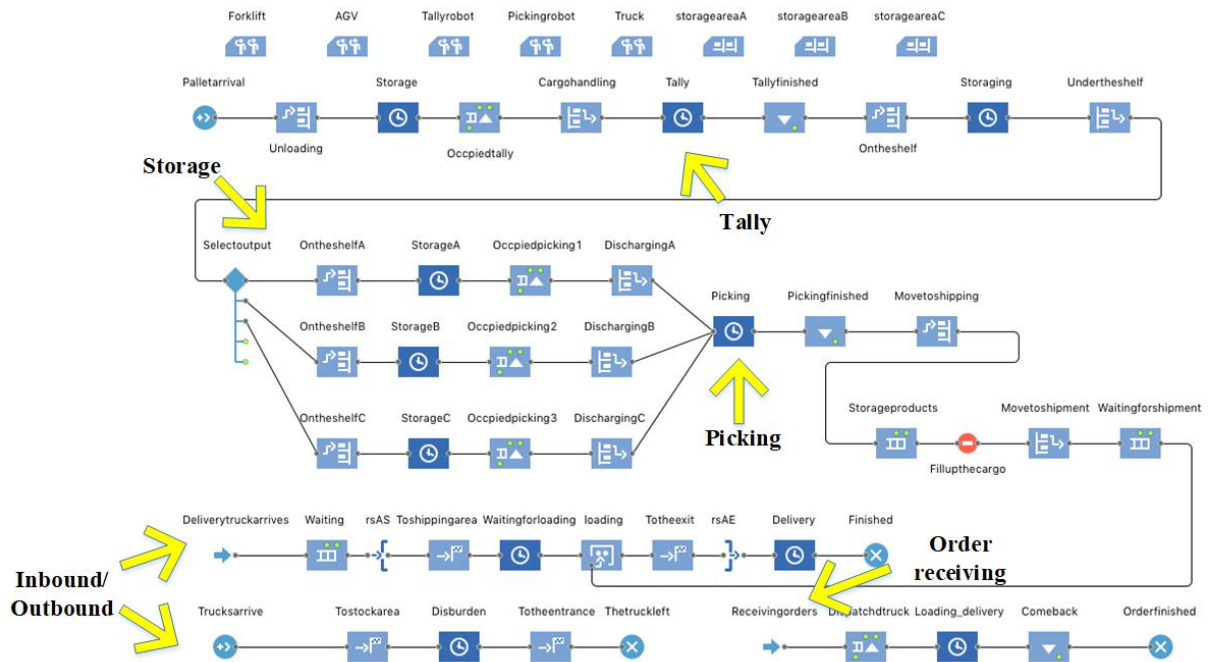 Forklift AGV Tallyrobot Pickingrobot Truck storageareaA storageareaB storageareaC
Palletarrival Storage Cargohandling Tally Tallyfinished Storaging Undertheshelf
Unloading Occpiedtally Ontheshelf
Storage
Tally
Selectoutput OntheshelfA StorageA Occpiedpicking1 DischargingA
Picking Pickingfinished Movetoshipping
OntheshelfB StorageB Occpiedpicking2 DischargingB
Storageproducts Movetoshipment Waitingforshipment
OntheshelfC StorageC Occpiedpicking3 DischargingC
Picking
Fillupthecargo
Deliverytruckarrives Waiting rsAS Toshippingarea Waitingforloading loading Totheexit rsAE Delivery Finished
Order
receiving
Inbound/
Outbound
Trucksarrive Tostockarea Disburden Totheentrance Thetruckleft Receivingorders Dispatchdtruck Loading_delivery Comeback Orderfinished